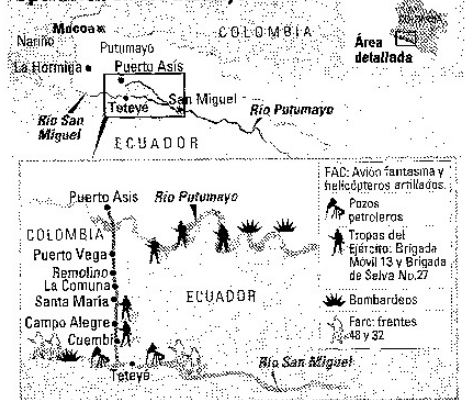 Mocoa
Nariño
Putumayo
COLOMBIA
Área
detallada
La Hormiga
Puerto Asís
San Miguel
Teteyé
Río Putumayo
Río San
Miguel
ECUADOR
Puerto Asís
Río Putumayo
COLOMBIA
Puerto Vega
Remolino
La Comuna
Santa María
Campo Alegre
Cuembí
Teteyé
ECUADOR
Río San Miguel
FAC: Avión fantasma y
helicópteros artillados.
Pozos
petroleros
Tropas del
Ejército: Brigada
Móvil 13 y Brigada
de Selva No.27
Bombardeos
Farc: frentes
48 y 32